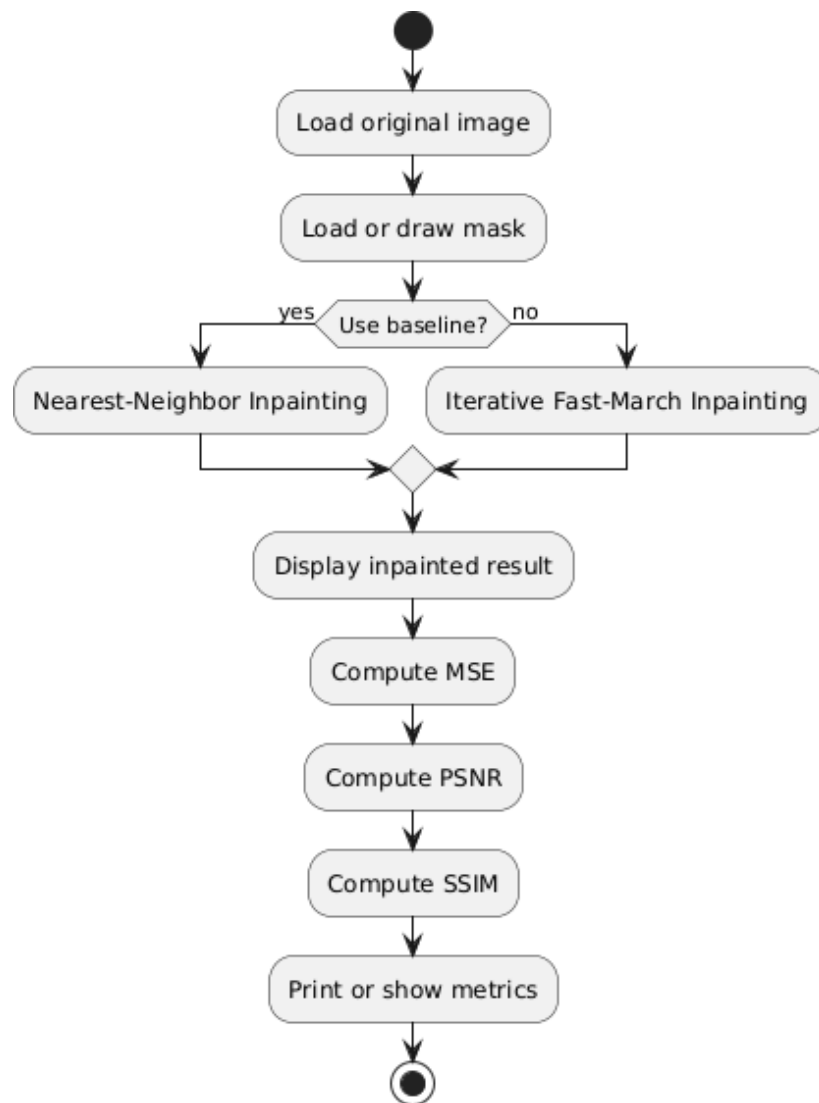 Load original image
Load or draw mask
yes
Use baseline?
no
Nearest-Neighbor Inpainting
Iterative Fast-March Inpainting
Display inpainted result
Compute MSE
Compute PSNR
Compute SSIM
Print or show metrics